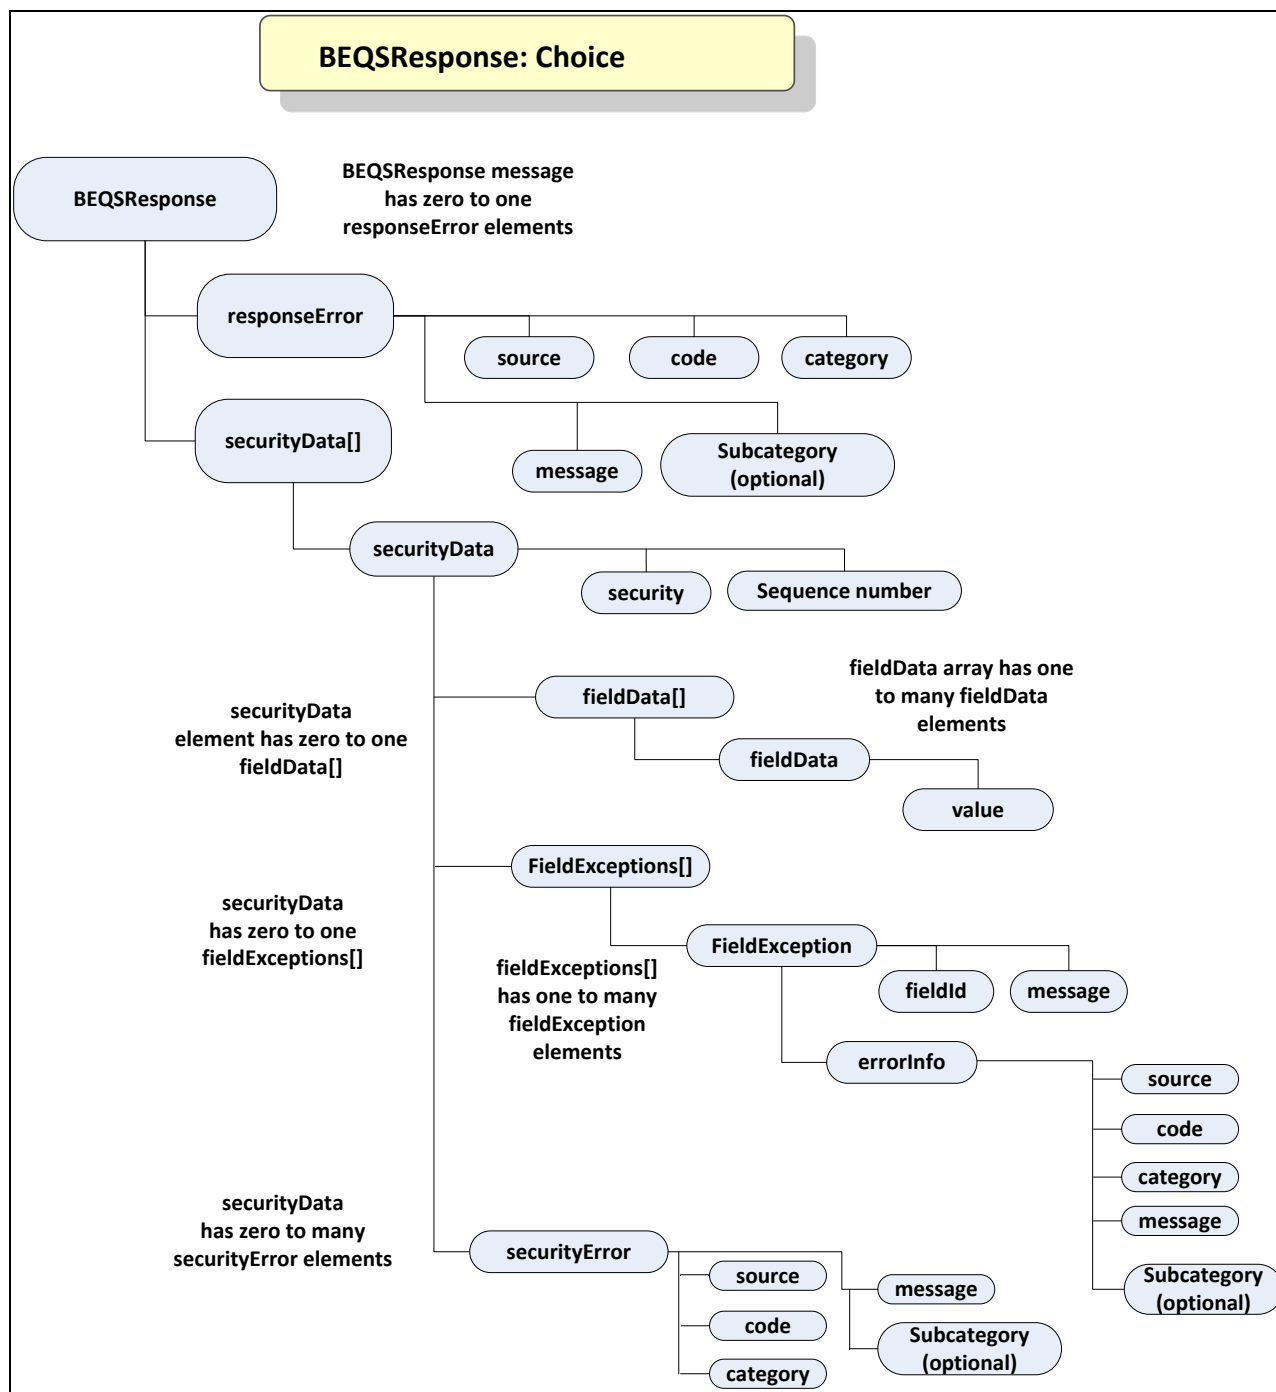 BEQSResponse: Choice
BEQSResponse
BEQSResponse message
has zero to one
responseError elements
responseError
source
code
category
securityData[]
message
Subcategory
(optional)
securityData
security
Sequence number
fieldData array has one
to many fieldData
elements
fieldData[]
securityData
element has zero to one
fieldData[]
fieldData
value
FieldExceptions[]
securityData
has zero to one
fieldExceptions[]
FieldException
fieldExceptions[]
has one to many
fieldException
elements
fieldId
message
errorInfo
source
code
category
message
Subcategory
(optional)
securityData
has zero to many
securityError elements
securityError
source
code
category
message
Subcategory
(optional)